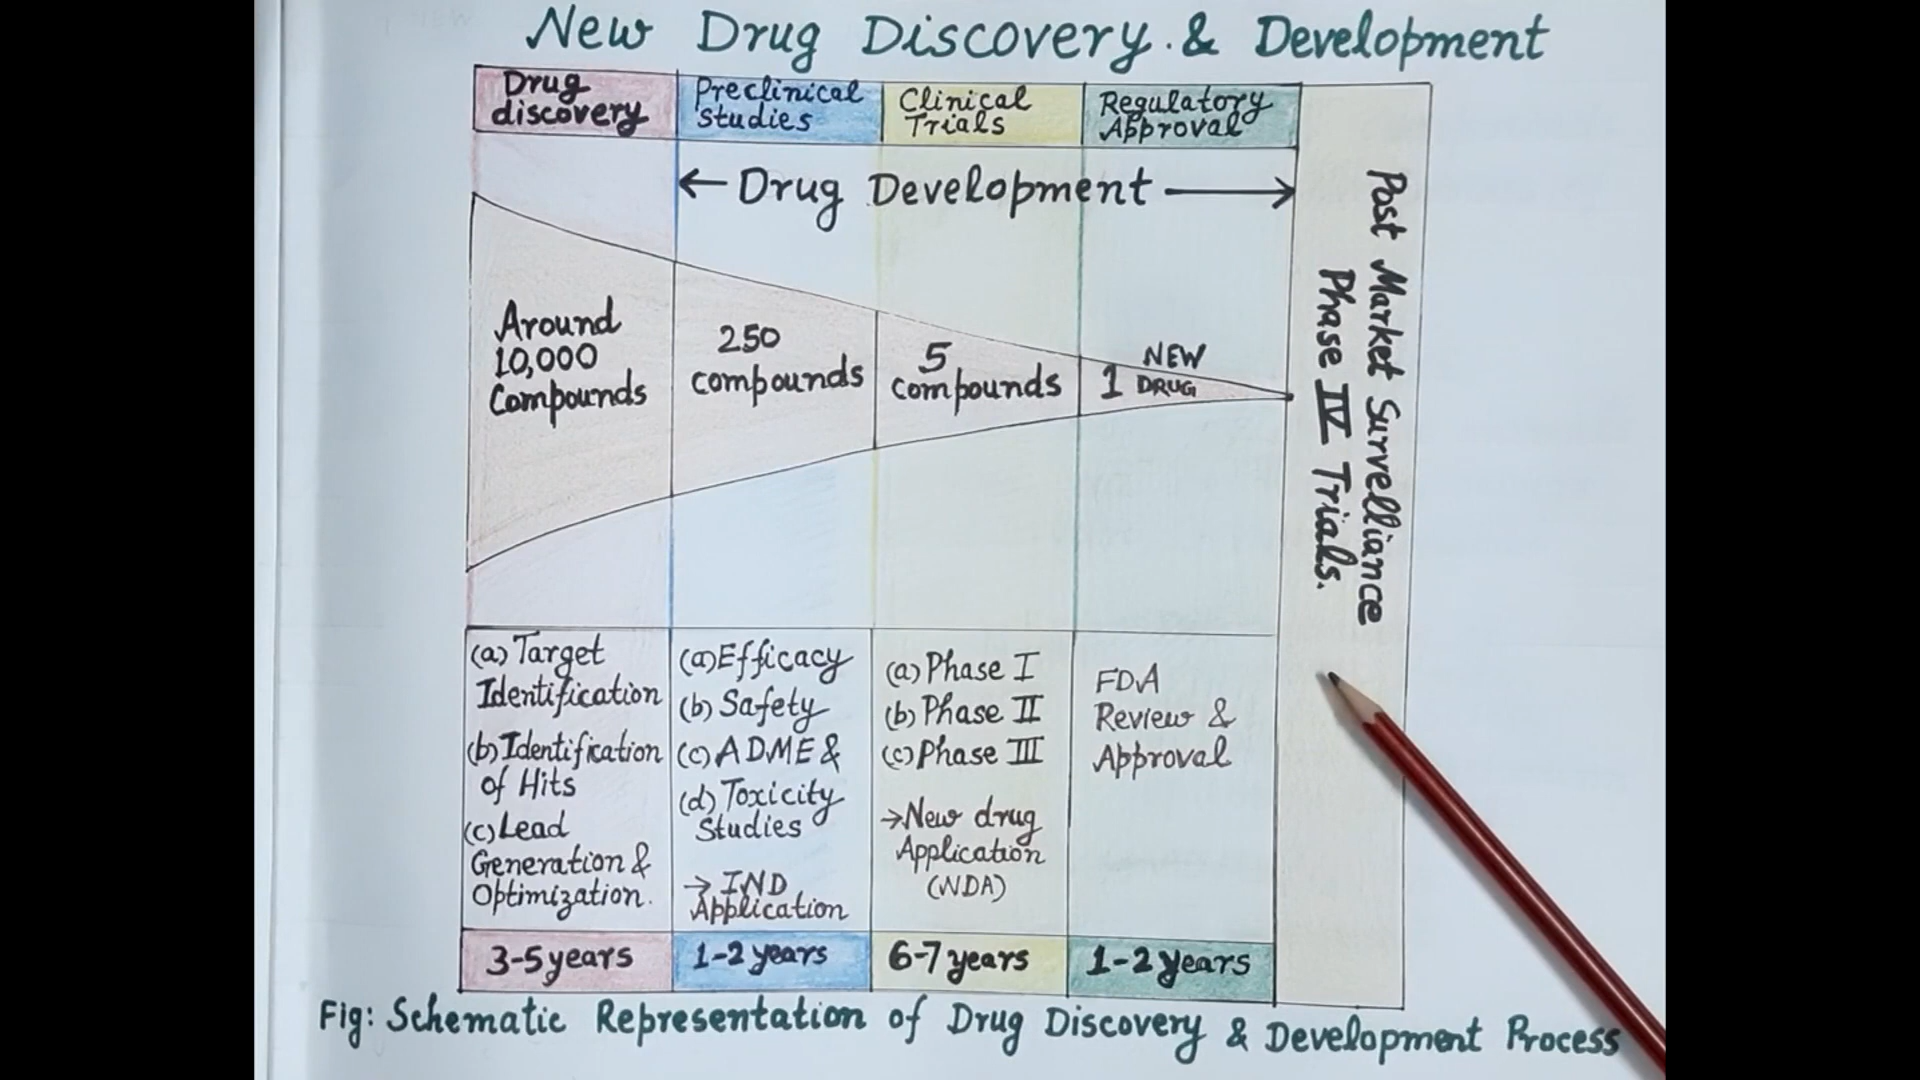 New Drug Discovery & Development
Drug
discovery
Preclinical
Studies
Clinical
Trials
Regulatory
Approval
← Drug Development →
Around
10,000
Compounds
250
compounds
5
compounds
NEW
1 DRUG
Post Market Survelliance
Phase IV Trials.
(a) Target
Identification
(b) Identification
of Hits
(c) Lead
Generation &
Optimization.
(a) Efficacy
(b) Safety
(c) ADME &
(d) Toxicity
Studies
→ IND
Application
(a) Phase I
(b) Phase II
(c) Phase III
→ New drug
Application
(NDA)
FDA
Review &
Approval
3-5 years
1-2 years
6-7 years
1-2 years
Fig: Schematic Representation of Drug Discovery & Development Process